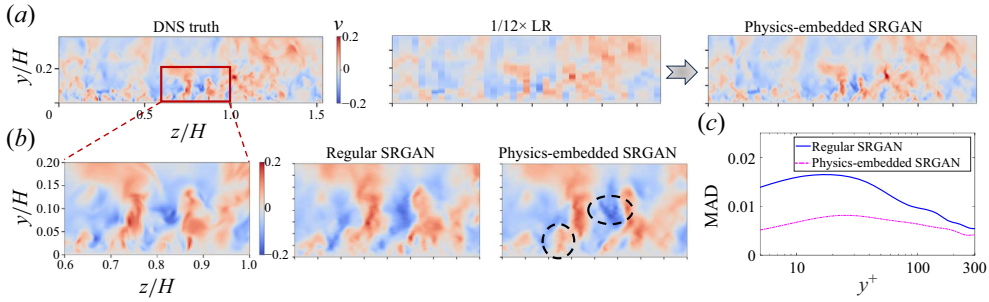 (a)
DNS truth
v
1/12× LR
Physics-embedded SRGAN
y/H
0.2
0
0.5
1.0
1.5
z/H
0.2
0
−0.2
(b)
Regular SRGAN
Physics-embedded SRGAN
y/H
0.20
0.15
0.10
0.05
0
0.6
0.7
0.8
0.9
1.0
z/H
0.2
0
−0.2
(c)
Regular SRGAN
Physics-embedded SRGAN
MAD
0.02
0.01
0
10
100
300
y+